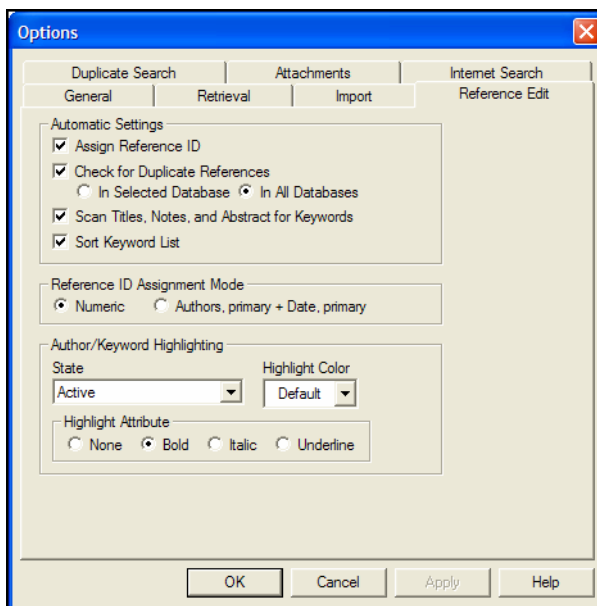 Options
Duplicate Search Attachments Internet Search
General Retrieval Import Reference Edit
Automatic Settings
Assign Reference ID
Check for Duplicate References
In Selected Database In All Databases
Scan Titles, Notes, and Abstract for Keywords
Sort Keyword List
Reference ID Assignment Mode
Numeric Authors, primary + Date, primary
Author/Keyword Highlighting
State Highlight Color
Active Default
Highlight Attribute
None Bold Italic Underline
OK Cancel Apply Help